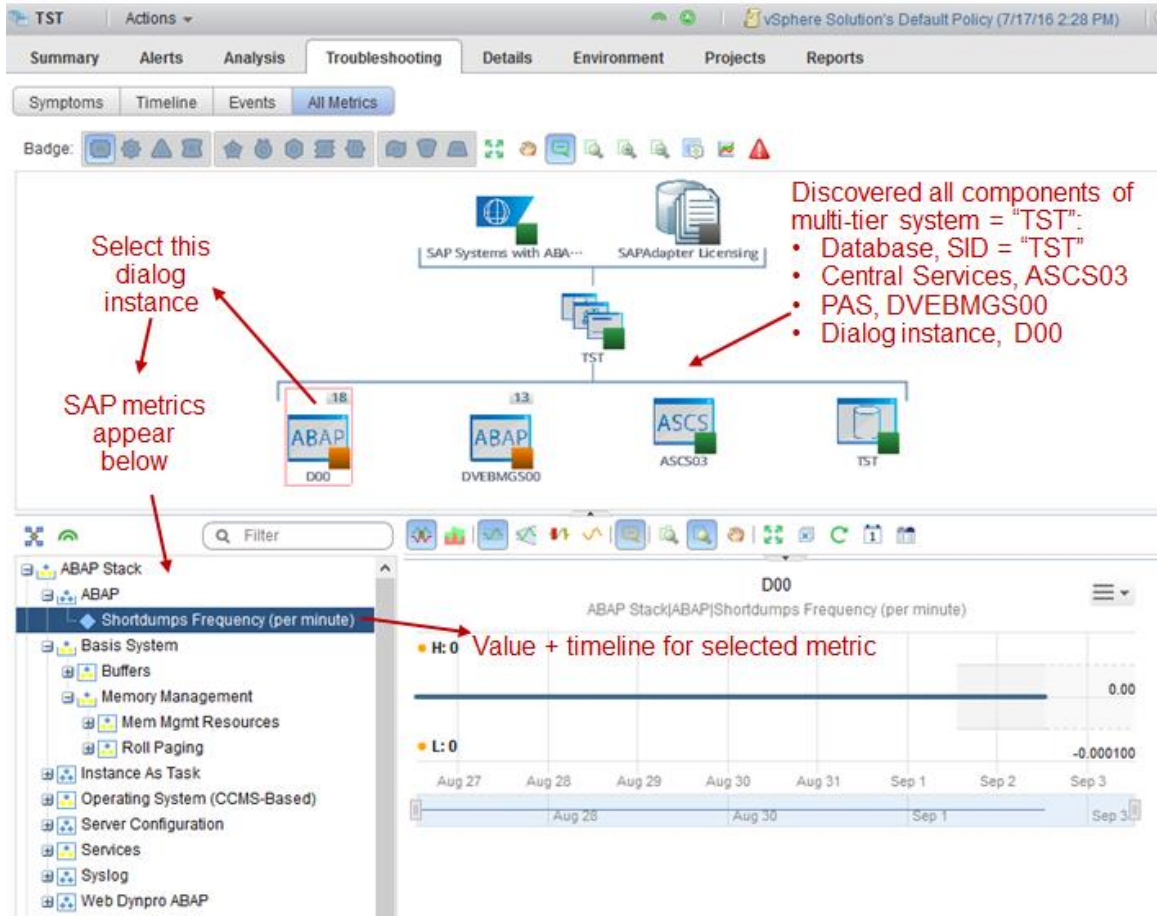 TST Actions vSphere Solution's Default Policy (7/17/16 2:28 PM)
Summary Alerts Analysis Troubleshooting Details Environment Projects Reports
Symptoms Timeline Events All Metrics
Badge:
Select this
dialog
instance
SAP metrics
appear
below
SAP Systems with ABA...
SAPAdapter Licensing
Discovered all components of
multi-tier system = “TST”:
• Database, SID = “TST”
• Central Services, ASCS03
• PAS, DVEBMGS00
• Dialog instance, D00
TST
18
ABAP
D00
13
ABAP
DVEBMGS00
ASCS
ASCS03
TST
Filter
ABAP Stack
ABAP
Shortdumps Frequency (per minute)
Basis System
Buffers
Memory Management
Mem Mgmt Resources
Roll Paging
Instance As Task
Operating System (CCMS-Based)
Server Configuration
Services
Syslog
Web Dynpro ABAP
1
D00
ABAP Stack|ABAP|Shortdumps Frequency (per minute)
Value + timeline for selected metric
H: 0
0.00
L: 0
-0.000100
Aug 27 Aug 28 Aug 29 Aug 30 Aug 31 Sep 1 Sep 2 Sep 3
Aug 28 Aug 30 Sep 1 Sep 3